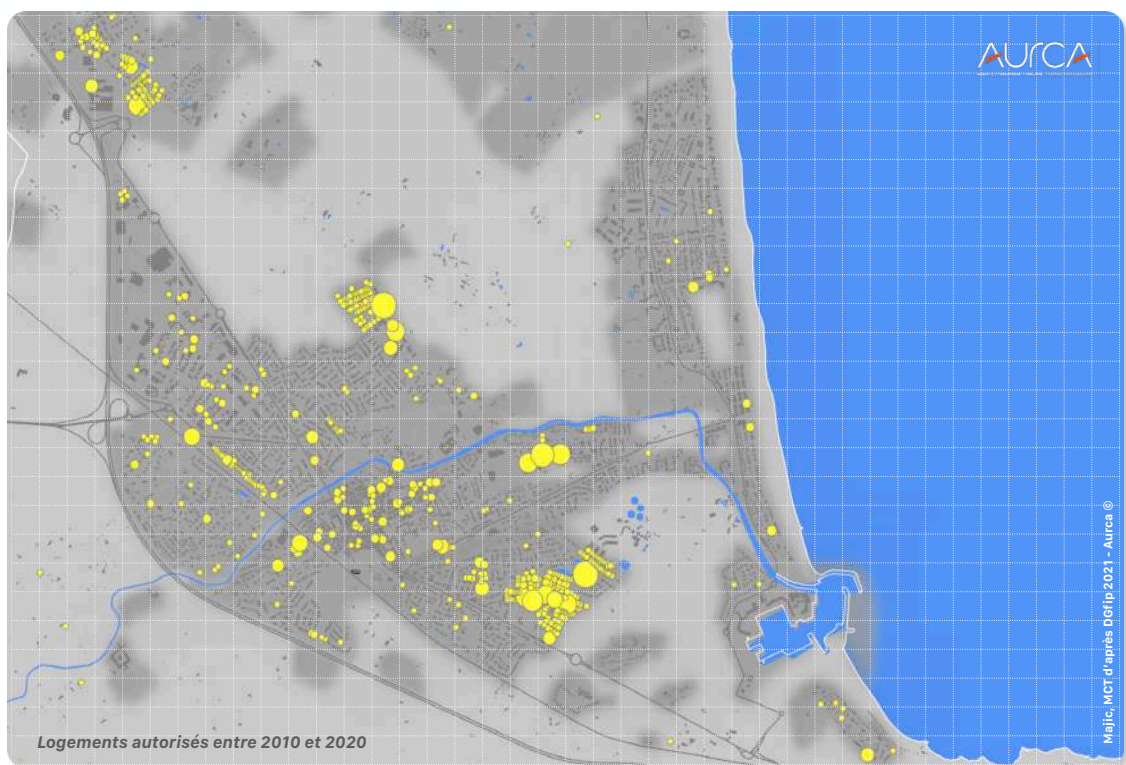 AURCA
Majic, MCT d'après DGfip 2021 - Aurca ©
Logements autorisés entre 2010 et 2020